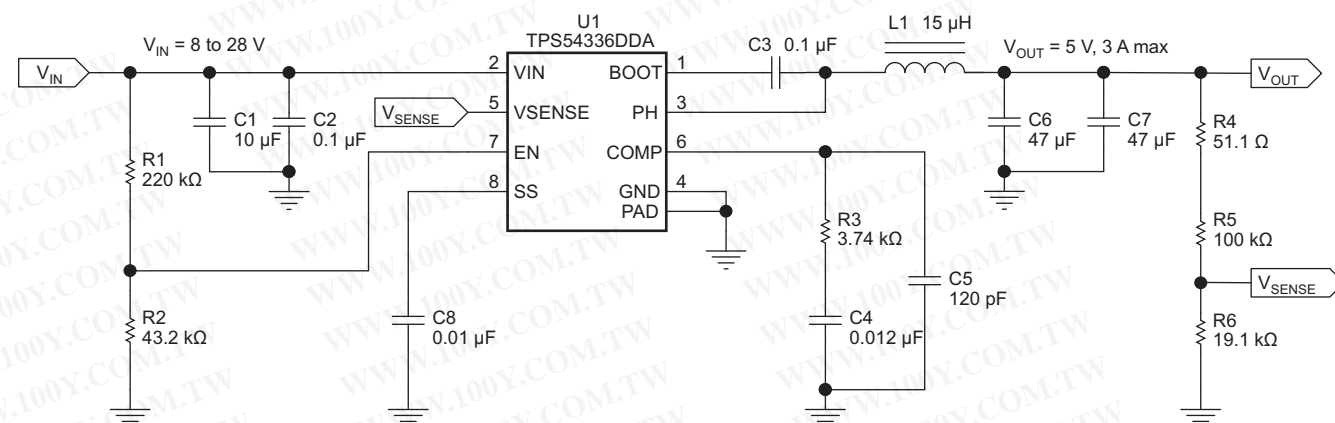 U1
TPS54336DDA
V_IN = 8 to 28 V
C3 0.1 µF
L1 15 µH
V_OUT = 5 V, 3 A max
V_IN
2 VIN
BOOT 1
V_OUT
V_SENSE
5 VSENSE
PH 3
C1
10 µF
C2
0.1 µF
C6
47 µF
C7
47 µF
R4
51.1 Ω
7 EN
COMP 6
R1
220 kΩ
8 SS
GND 4
PAD
R3
3.74 kΩ
R5
100 kΩ
C5
120 pF
V_SENSE
R2
43.2 kΩ
C8
0.01 µF
C4
0.012 µF
R6
19.1 kΩ
WWW.100Y.COM.TW